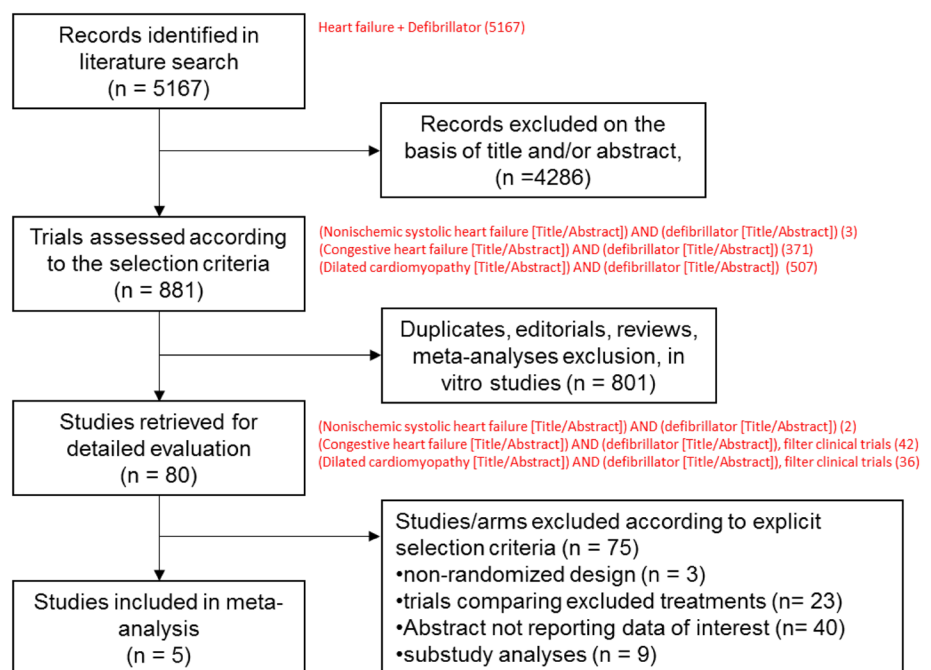 Records identified in
literature search
(n = 5167)
Heart failure + Defibrillator (5167)
Records excluded on the
basis of title and/or abstract,
(n =4286)
Trials assessed according
to the selection criteria
(n = 881)
(Nonischemic systolic heart failure [Title/Abstract]) AND (defibrillator [Title/Abstract]) (3)
(Congestive heart failure [Title/Abstract]) AND (defibrillator [Title/Abstract]) (371)
(Dilated cardiomyopathy [Title/Abstract]) AND (defibrillator [Title/Abstract]) (507)
Duplicates, editorials, reviews,
meta-analyses exclusion, in
vitro studies (n = 801)
Studies retrieved for
detailed evaluation
(n = 80)
(Nonischemic systolic heart failure [Title/Abstract]) AND (defibrillator [Title/Abstract]) (2)
(Congestive heart failure [Title/Abstract]) AND (defibrillator [Title/Abstract]), filter clinical trials (42)
(Dilated cardiomyopathy [Title/Abstract]) AND (defibrillator [Title/Abstract]), filter clinical trials (36)
Studies/arms excluded according to explicit
selection criteria (n = 75)
•non-randomized design (n = 3)
•trials comparing excluded treatments (n= 23)
•Abstract not reporting data of interest (n= 40)
•substudy analyses (n = 9)
Studies included in meta-
analysis
(n = 5)